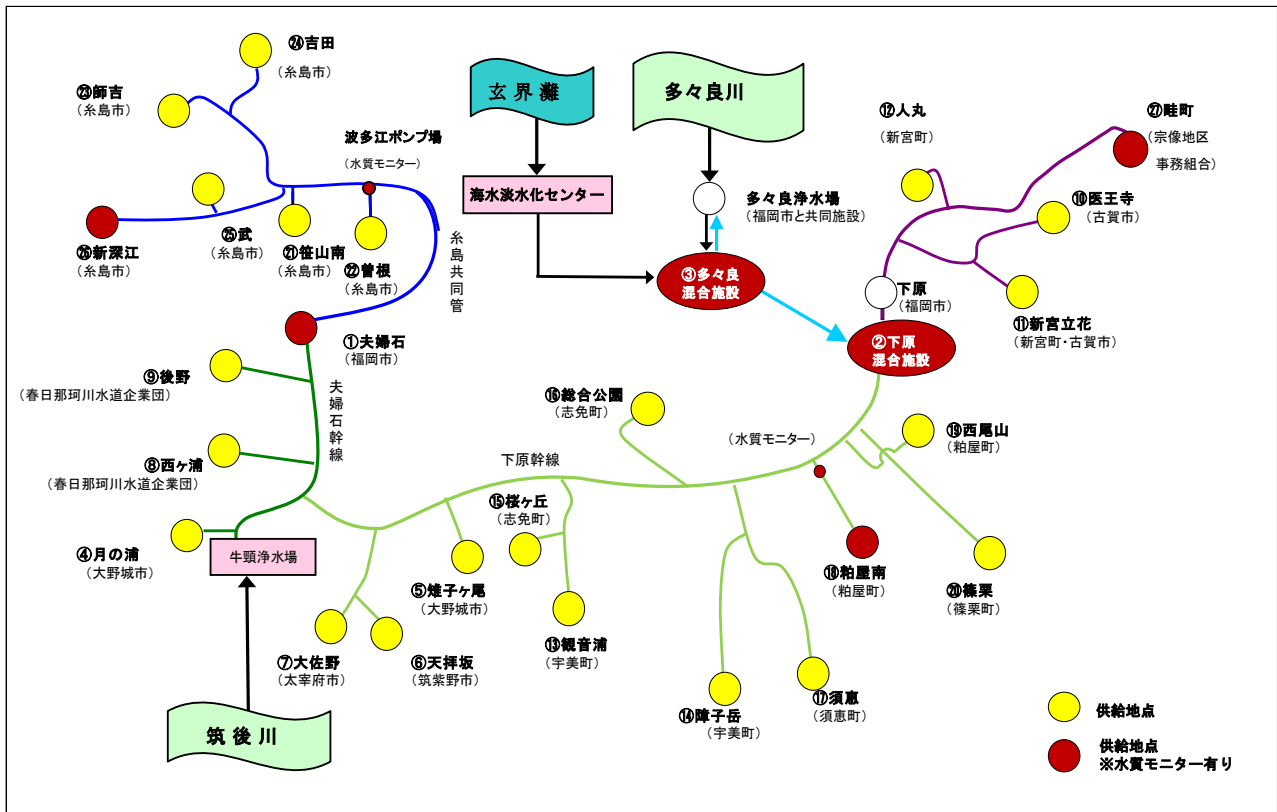 ㉔吉田
（糸島市）
㉓師吉
（糸島市）
波多江ポンプ場
（水質モニター）
㉖新深江
（糸島市）
㉕武
（糸島市）
㉑笹山南
（糸島市）
㉒曽根
（糸島市）
糸島共同管
①夫婦石
（福岡市）
玄界灘
多々良川
海水淡水化センター
多々良浄水場
（福岡市と共同施設）
③多々良
混合施設
⑫人丸
（新宮町）
㉗畦町
（宗像地区
事務組合）
⑩医王寺
（古賀市）
⑪新宮立花
（新宮町・古賀市）
下原
（福岡市）
②下原
混合施設
⑨後野
（春日那珂川水道企業団）
夫婦石幹線
⑧西ヶ浦
（春日那珂川水道企業団）
④月の浦
（大野城市）
牛頸浄水場
筑後川
下原幹線
⑯総合公園
（志免町）
（水質モニター）
⑲西尾山
（粕屋町）
⑮桜ヶ丘
（志免町）
⑤雉子ヶ尾
（大野城市）
⑬観音浦
（宇美町）
⑦大佐野
（太宰府市）
⑥天拝坂
（筑紫野市）
⑱粕屋南
（粕屋町）
⑳篠栗
（篠栗町）
⑭障子岳
（宇美町）
⑰須恵
（須恵町）
供給地点
供給地点
※水質モニター有り